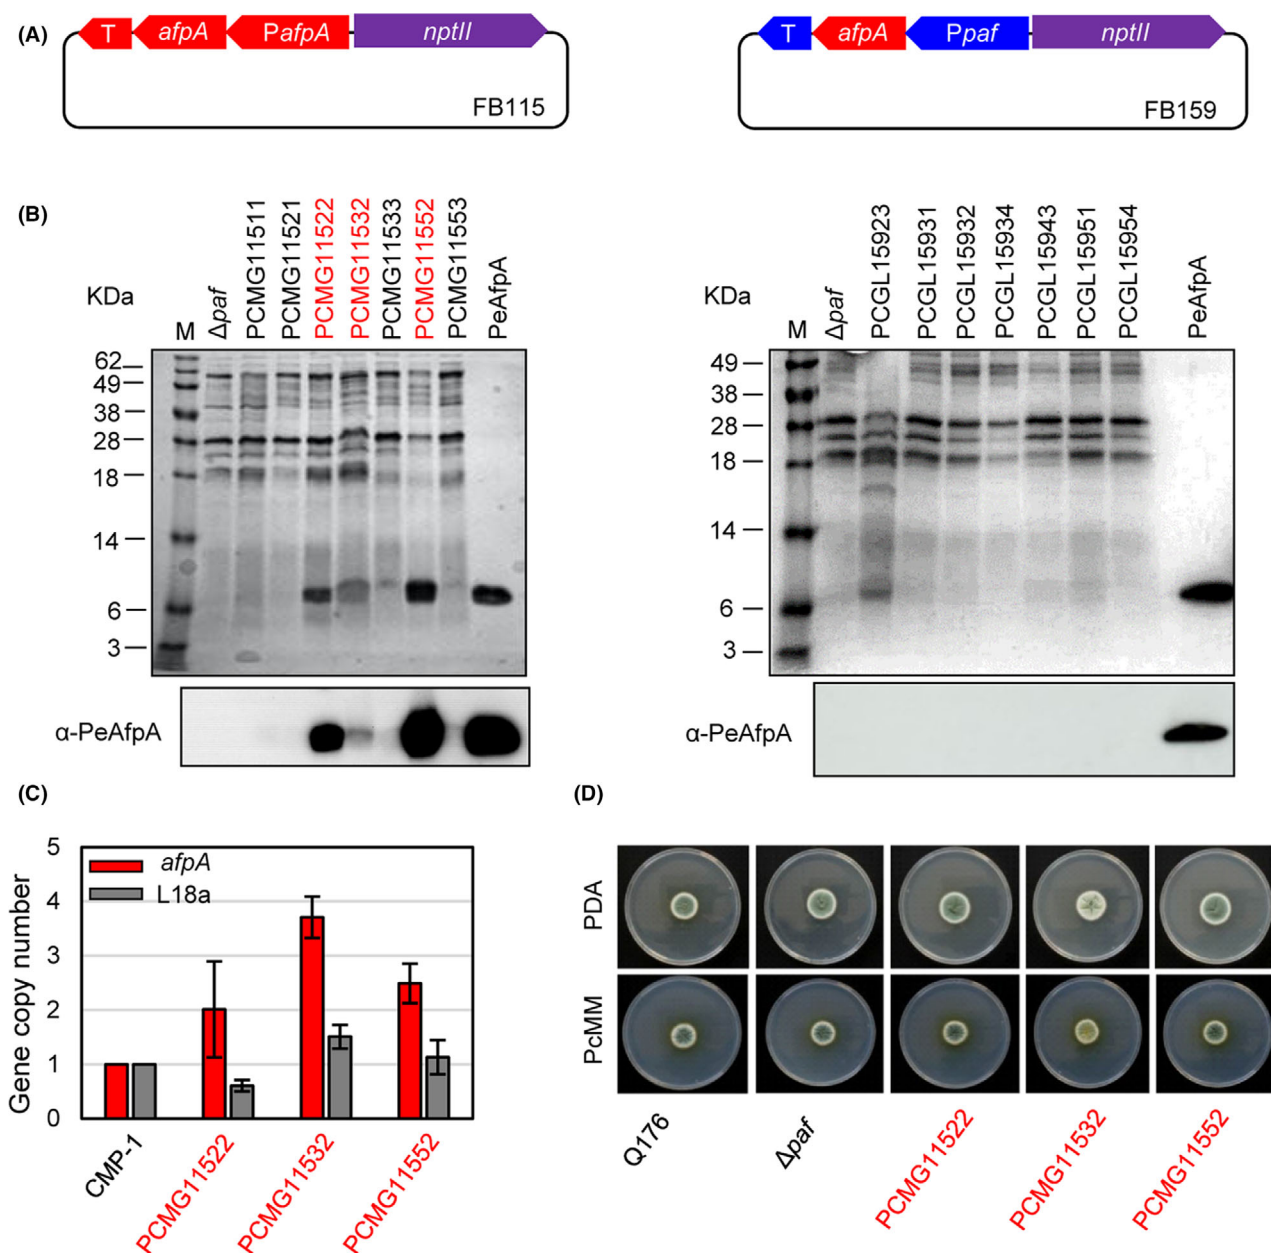 (A)
T afpA PafpA nptII
FB115
T afpA Ppaf nptII
FB159
(B)
KDa
M
Δpaf
PCMG11511
PCMG11521
PCMG11522
PCMG11532
PCMG11533
PCMG11552
PCMG11553
PeAfpA
62
49
38
28
18
14
6
3
α-PeAfpA
KDa
M
Δpaf
PCGL15923
PCGL15931
PCGL15932
PCGL15934
PCGL15943
PCGL15951
PCGL15954
PeAfpA
49
38
28
18
14
6
3
α-PeAfpA
(C)
Gene copy number
5
4
3
2
1
0
afpA
L18a
CMP-1
PCMG11522
PCMG11532
PCMG11552
(D)
PDA
PcMM
Q176
Δpaf
PCMG11522
PCMG11532
PCMG11552